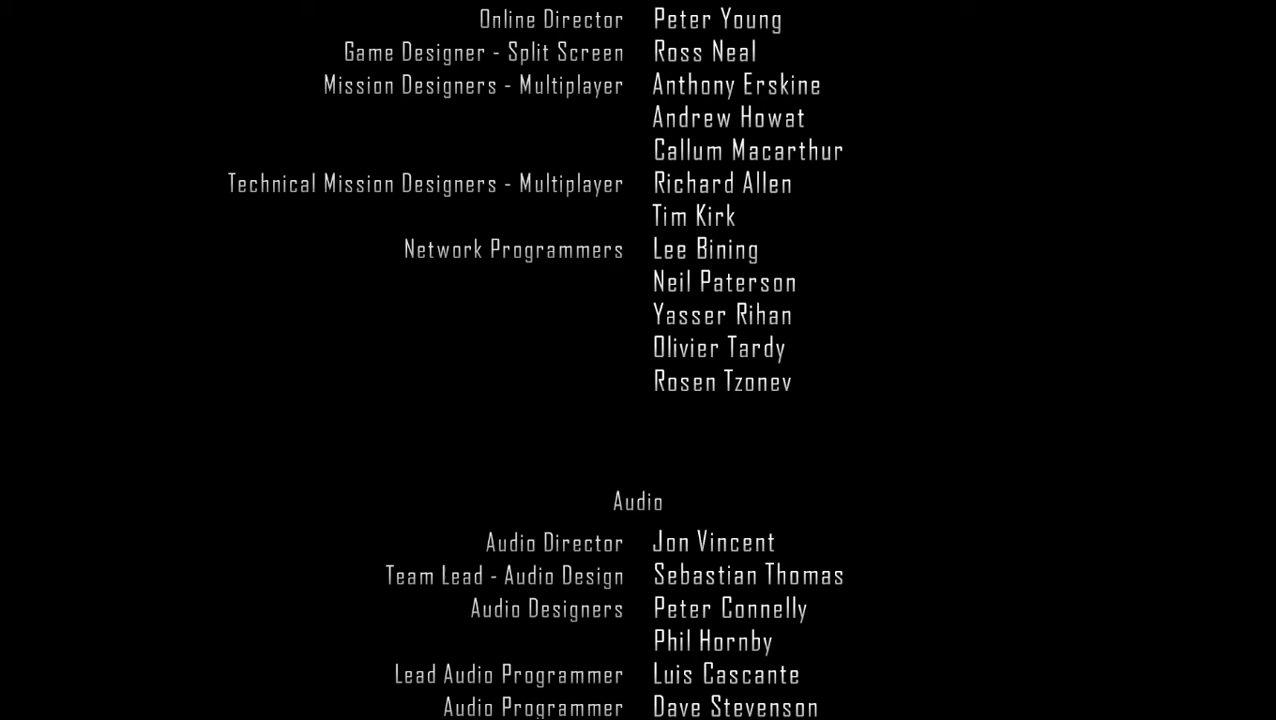 Online Director Peter Young
Game Designer - Split Screen Ross Neal
Mission Designers - Multiplayer Anthony Erskine
Andrew Howat
Callum Macarthur
Technical Mission Designers - Multiplayer Richard Allen
Tim Kirk
Network Programmers Lee Bining
Neil Paterson
Yasser Rihan
Olivier Tardy
Rosen Tzonev
Audio
Audio Director Jon Vincent
Team Lead - Audio Design Sebastian Thomas
Audio Designers Peter Connelly
Phil Hornby
Lead Audio Programmer Luis Cascante
Audio Programmer Dave Stevenson